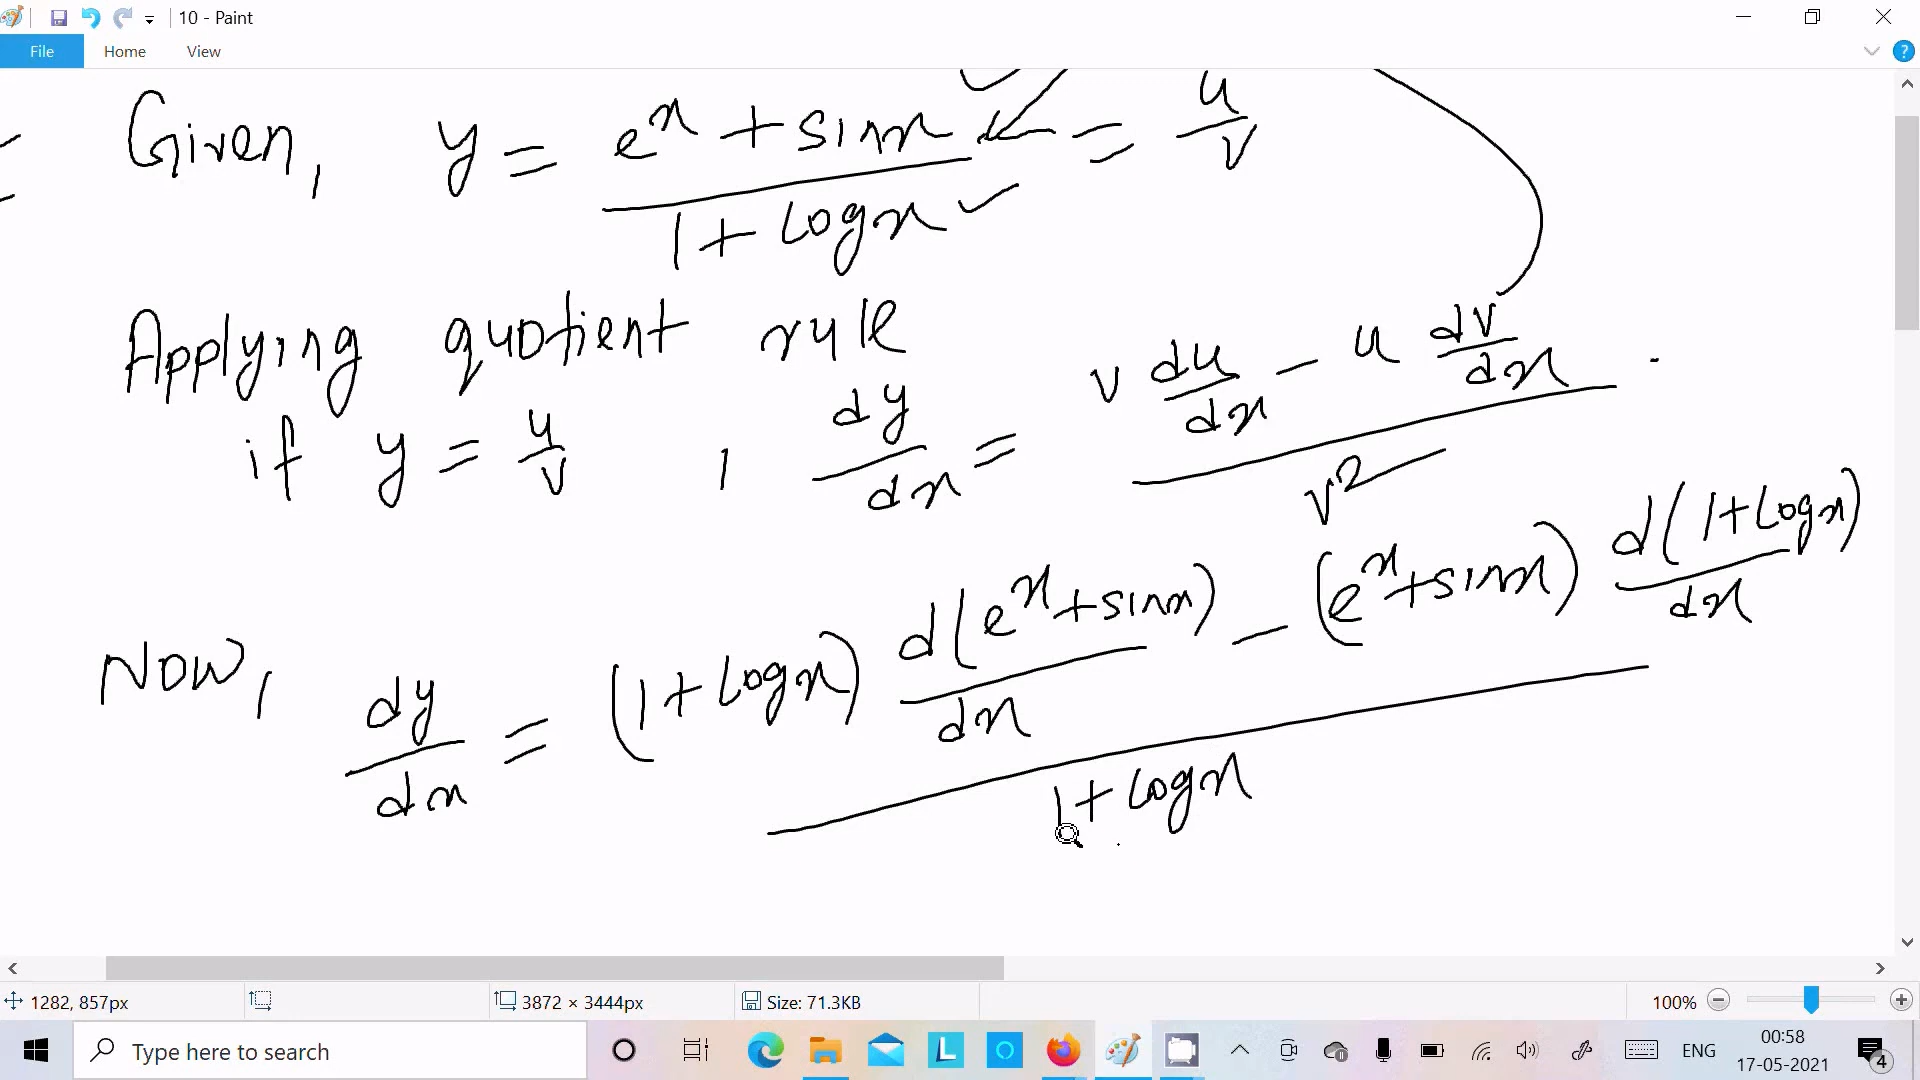 10 - Paint
File Home View
Given, y = e^x + sinx / 1 + logx = u/v
Applying quotient rule
if y = u/v , dy/dx = v du/dx - u dv/dx / v^2
Now, dy/dx = (1 + logx) d(e^x + sinx)/dx - (e^x + sinx) d(1 + logx)/dx / 1 + logx
1282, 857px 3872 × 3444px Size: 71.3KB 100%
Type here to search
ENG
00:58
17-05-2021
4